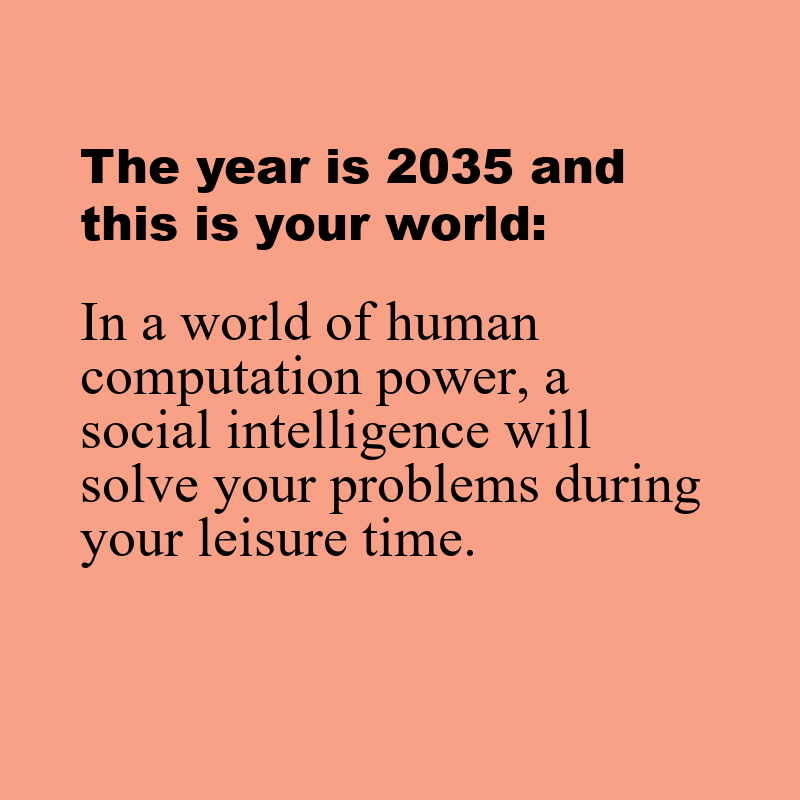 The year is 2035 and
this is your world:
In a world of human
computation power, a
social intelligence will
solve your problems during
your leisure time.